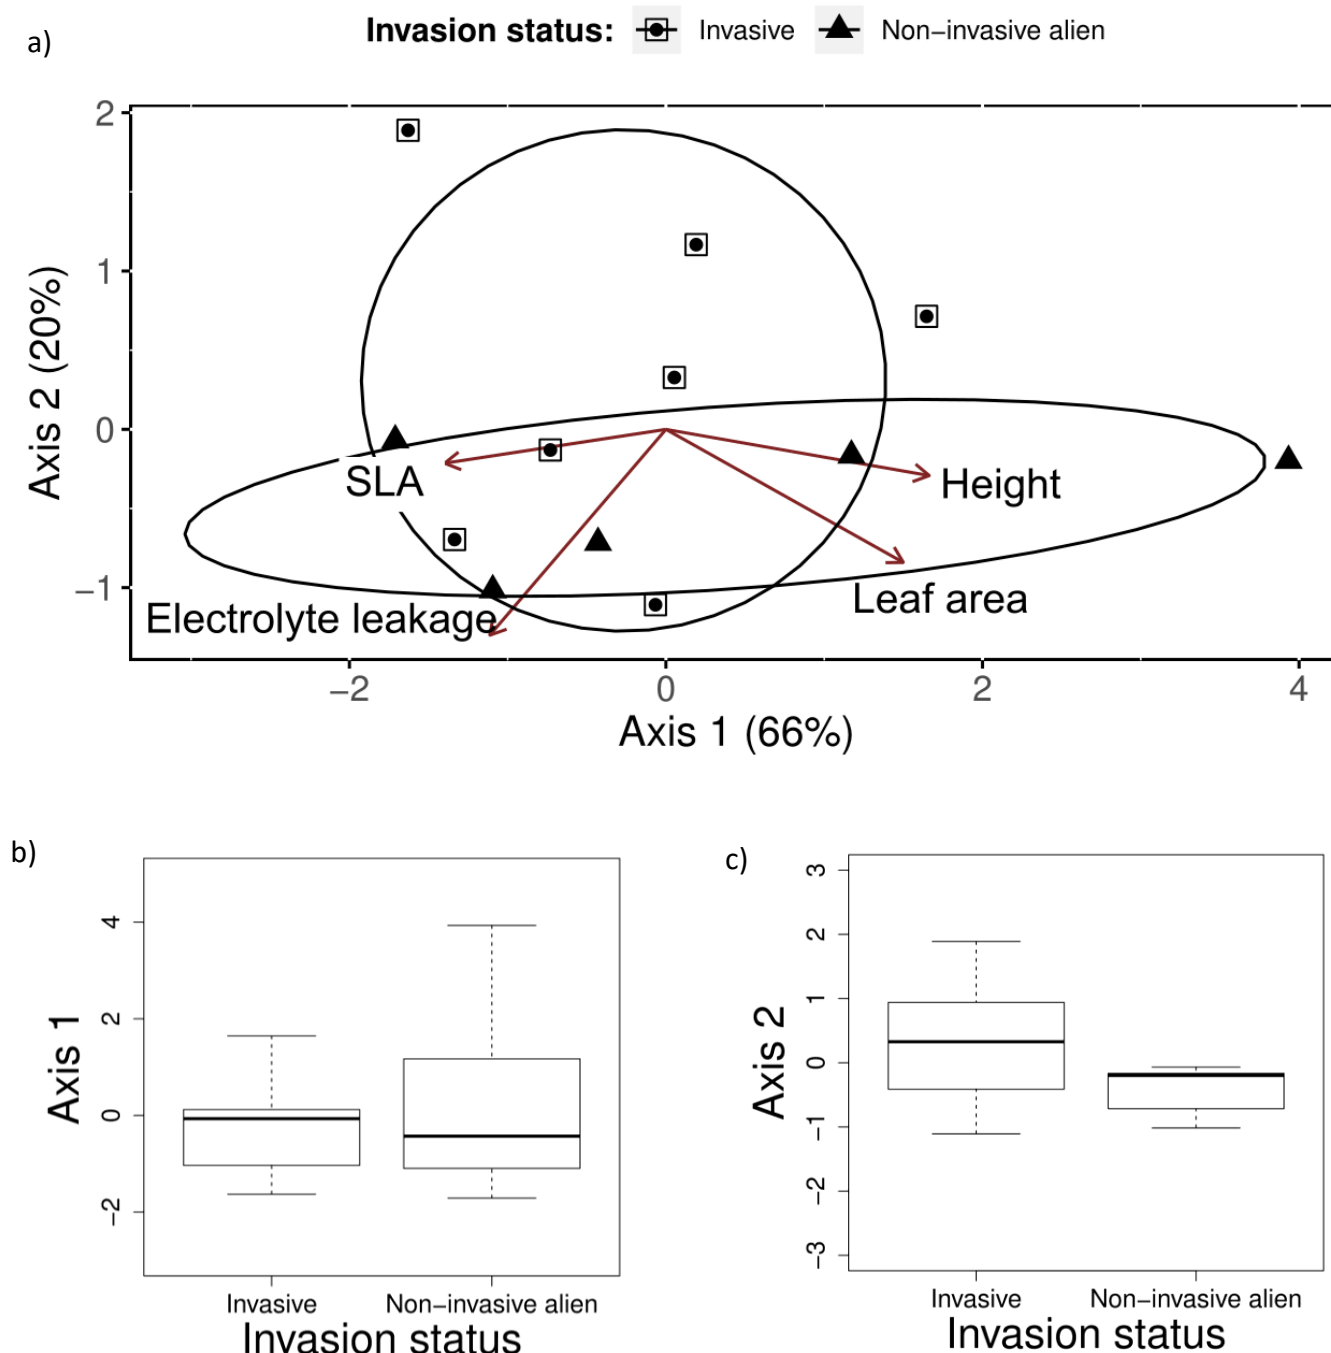 a)
Invasion status: Invasive Non−invasive alien
2
1
0
−1
Axis 2 (20%)
SLA
Height
Leaf area
Electrolyte leakage
−2 0 2 4
Axis 1 (66%)
b)
4
2
0
−2
Axis 1
Invasive Non−invasive alien
Invasion status
c)
3
2
1
0
−1
−2
−3
Axis 2
Invasive Non−invasive alien
Invasion status